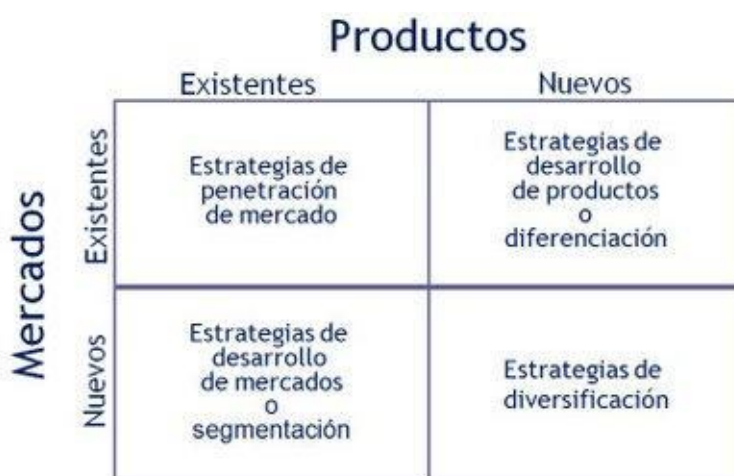 Productos
Existentes
Nuevos
Mercados
Existentes
Estrategias de
penetración
de mercado
Estrategias de
desarrollo
de productos
o
diferenciación
Nuevos
Estrategias de
desarrollo
de mercados
o
segmentación
Estrategias de
diversificación